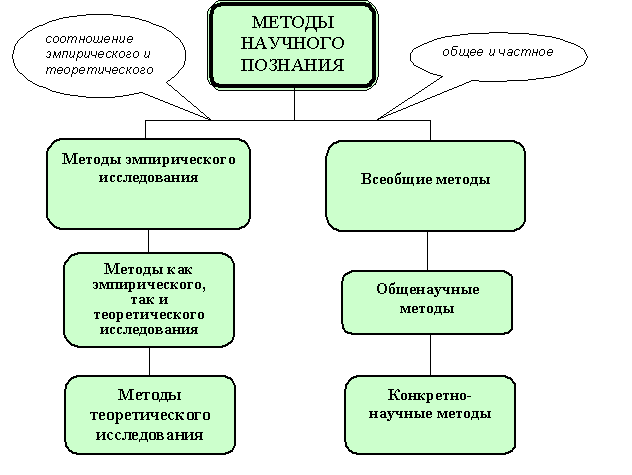 МЕТОДЫ
НАУЧНОГО
ПОЗНАНИЯ
соотношение
эмпирического и
теоретического
общее и частное
Методы эмпирического
исследования
Методы как
эмпирического,
так и
теоретического
исследования
Методы
теоретического
исследования
Всеобщие методы
Общенаучные
методы
Конкретно-
научные методы